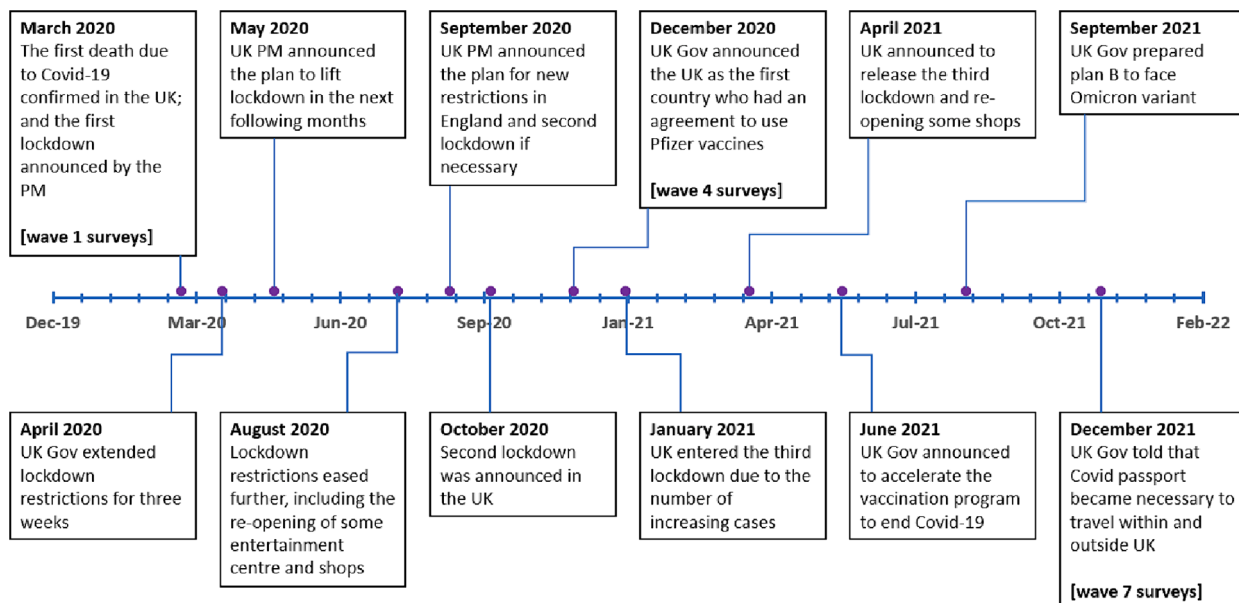 March 2020
The first death due
to Covid-19
confirmed in the UK;
and the first
lockdown
announced by the
PM
[wave 1 surveys]
May 2020
UK PM announced
the plan to lift
lockdown in the next
following months
September 2020
UK PM announced
the plan for new
restrictions in
England and second
lockdown if
necessary
December 2020
UK Gov announced
the UK as the first
country who had an
agreement to use
Pfizer vaccines
[wave 4 surveys]
April 2021
UK announced to
release the third
lockdown and re-
opening some shops
September 2021
UK Gov prepared
plan B to face
Omicron variant
Dec-19 Mar-20 Jun-20 Sep-20 Jan-21 Apr-21 Jul-21 Oct-21 Feb-22
April 2020
UK Gov extended
lockdown
restrictions for three
weeks
August 2020
Lockdown
restrictions eased
further, including the
re-opening of some
entertainment
centre and shops
October 2020
Second lockdown
was announced in
the UK
January 2021
UK entered the third
lockdown due to the
number of
increasing cases
June 2021
UK Gov announced
to accelerate the
vaccination program
to end Covid-19
December 2021
UK Gov told that
Covid passport
became necessary to
travel within and
outside UK
[wave 7 surveys]